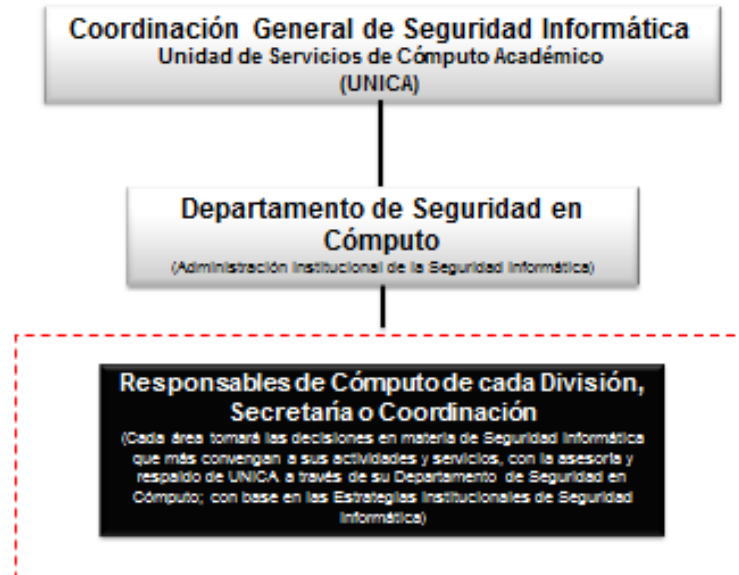 Coordinación General de Seguridad Informática
Unidad de Servicios de Cómputo Académico
(UNICA)
Departamento de Seguridad en
Cómputo
(Administración Institucional de la Seguridad Informática)
Responsables de Cómputo de cada División,
Secretaría o Coordinación
(Cada área tomará las decisiones en materia de Seguridad Informática
que más convengan a sus actividades y servicios, con la asesoría y
respaldo de UNICA a través de su Departamento de Seguridad en
Cómputo; con base en las Estrategias Institucionales de Seguridad
Informática)